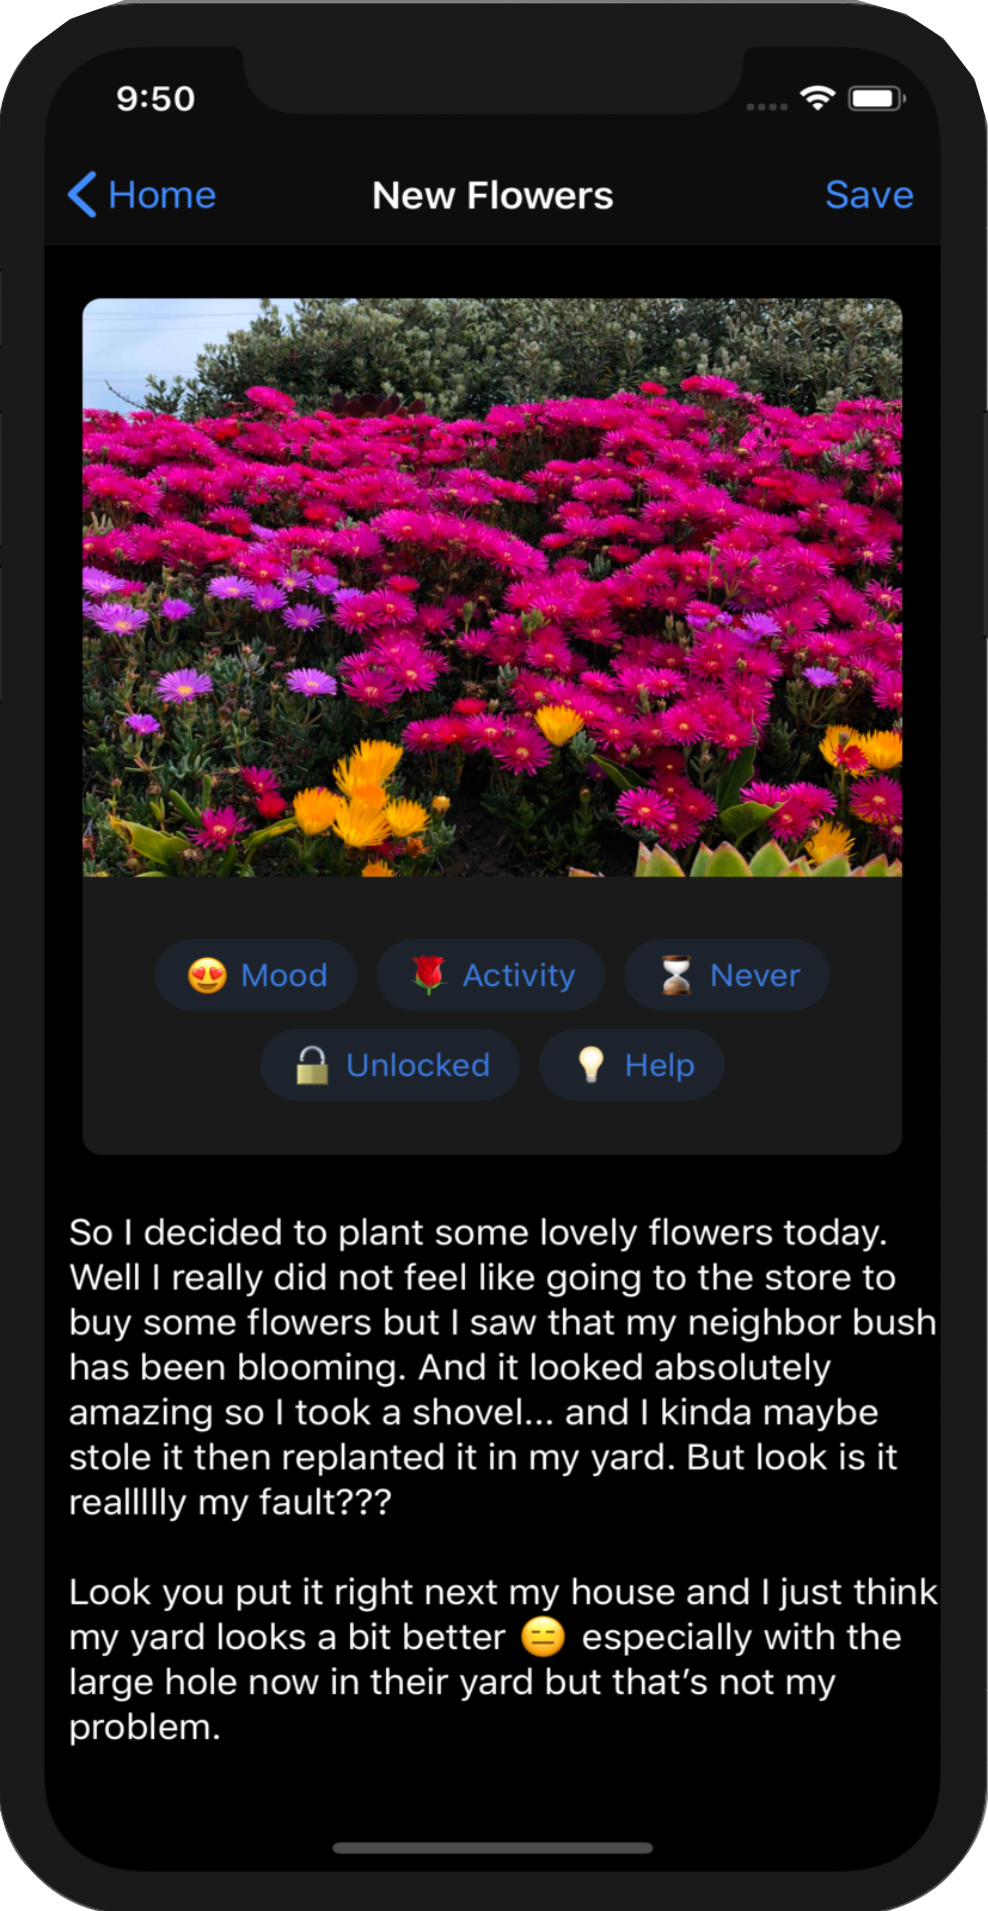 9:50
Home New Flowers Save
😍 Mood 🌹 Activity ⏳ Never
🔓 Unlocked 💡 Help
So I decided to plant some lovely flowers today.
Well I really did not feel like going to the store to
buy some flowers but I saw that my neighbor bush
has been blooming. And it looked absolutely
amazing so I took a shovel... and I kinda maybe
stole it then replanted it in my yard. But look is it
reallllly my fault???
Look you put it right next my house and I just think
my yard looks a bit better 😑 especially with the
large hole now in their yard but that’s not my
problem.